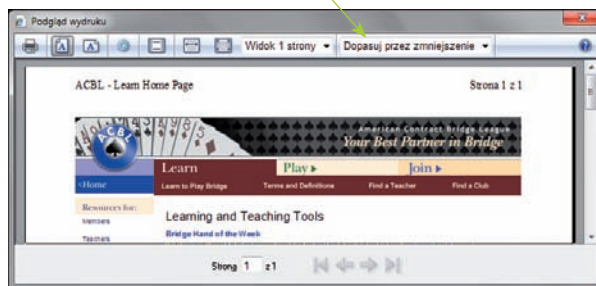 Podgląd wydruku
Widok 1 strony
Dopasuj przez zmniejszenie
ACBL - Learn Home Page
Strona 1 z 1
ACBL
American Contract Bridge League
Your Best Partner in Bridge
Learn
Play
Join
<Home
Learn to Play Bridge
Terms and Definitions
Find a Teacher
Find a Club
Resources for:
Members
Teachers
Learning and Teaching Tools
Bridge Hand of the Week
Strona 1 z 1